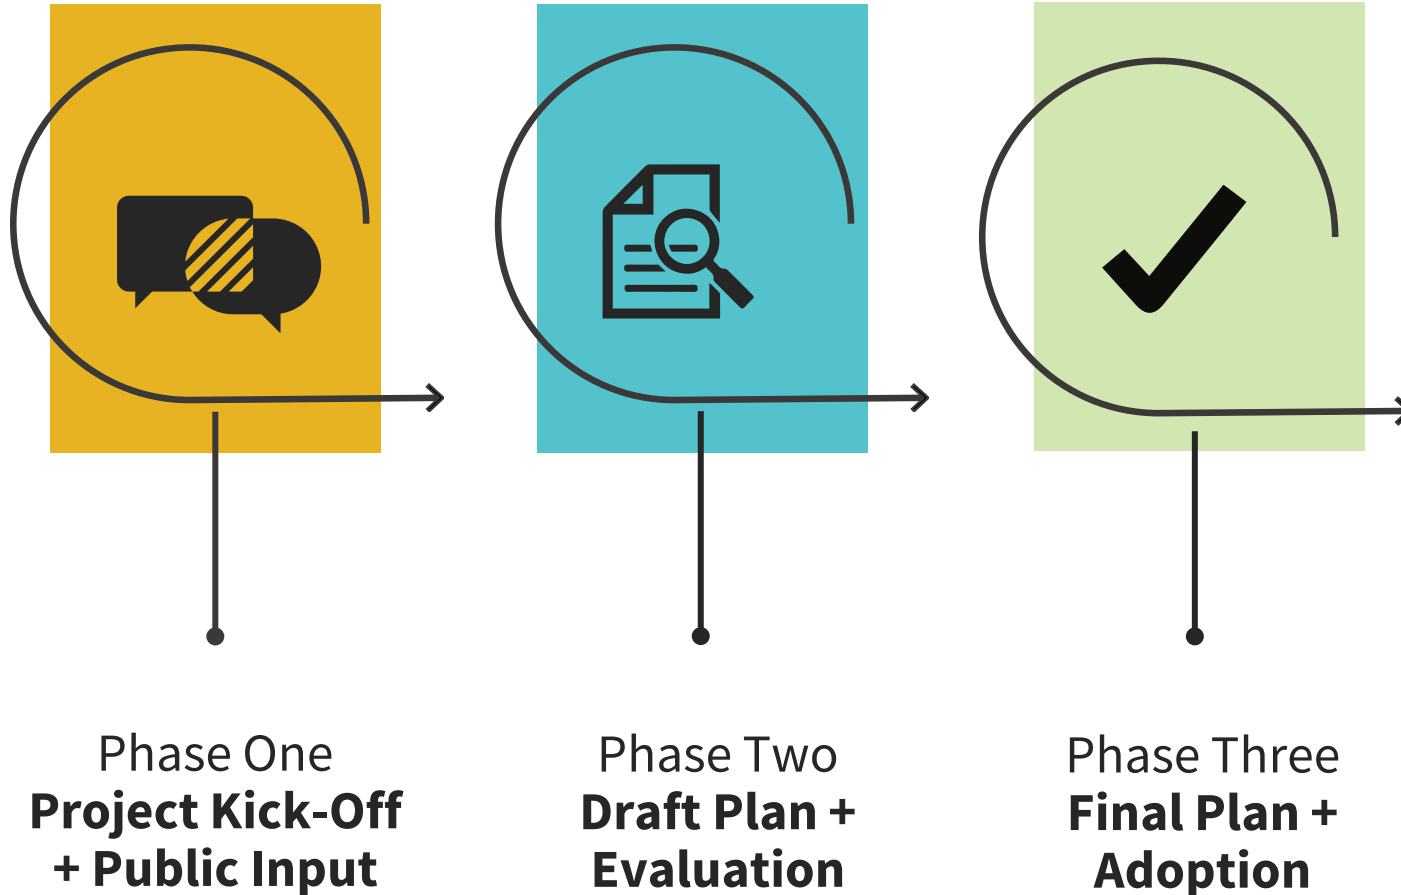 Phase One
Project Kick-Off
+ Public Input
Phase Two
Draft Plan +
Evaluation
Phase Three
Final Plan +
Adoption